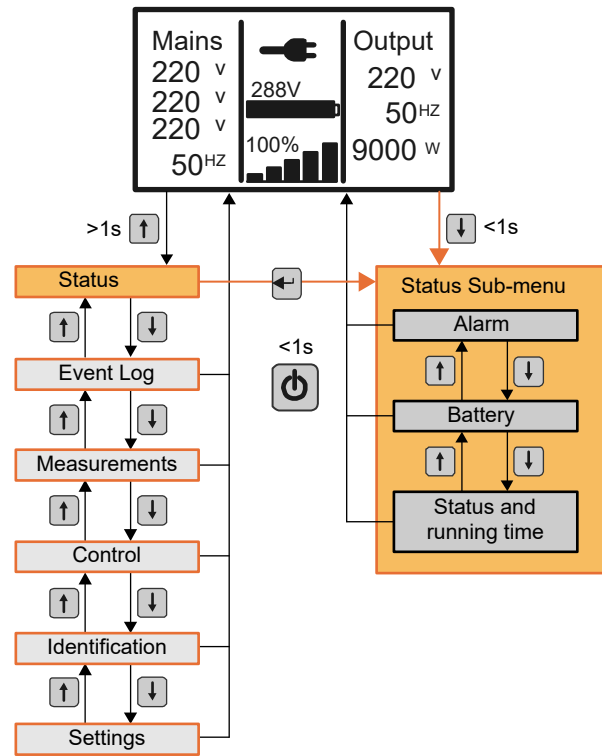 Mains
220 V
220 V
220 V
50HZ
288V
100%
Output
220 V
50HZ
9000 W
>1s
<1s
Status
Status Sub-menu
Alarm
<1s
Event Log
Battery
Measurements
Status and
running time
Control
Identification
Settings